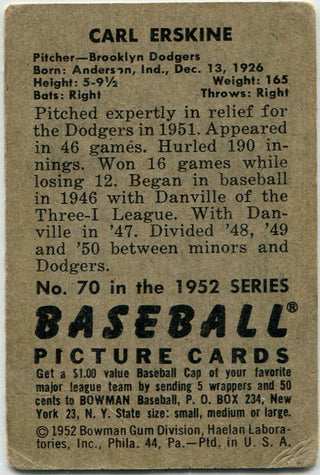 CARL ERSKINE
Pitcher—Brooklyn Dodgers
Born: Anderson, Ind., Dec. 13, 1926
Height: 5-9½ Weight: 165
Bats: Right Throws: Right
Pitched expertly in relief for
the Dodgers in 1951. Appeared
in 46 games. Hurled 190 in-
nings. Won 16 games while
losing 12. Began in baseball
in 1946 with Danville of the
Three-I League. With Dan-
ville in '47. Divided '48, '49
and '50 between minors and
Dodgers.
No. 70 in the 1952 SERIES
BASEBALL®
PICTURE CARDS
Get a $1.00 value Baseball Cap of your favorite
major league team by sending 5 wrappers and 50
cents to BOWMAN Baseball, P. O. BOX 234, New
York 23, N. Y. State size: small, medium or large.
© 1952 Bowman Gum Division, Haelan Labora-
tories, Inc., Phila. 44, Pa.—Ptd. in U. S. A.